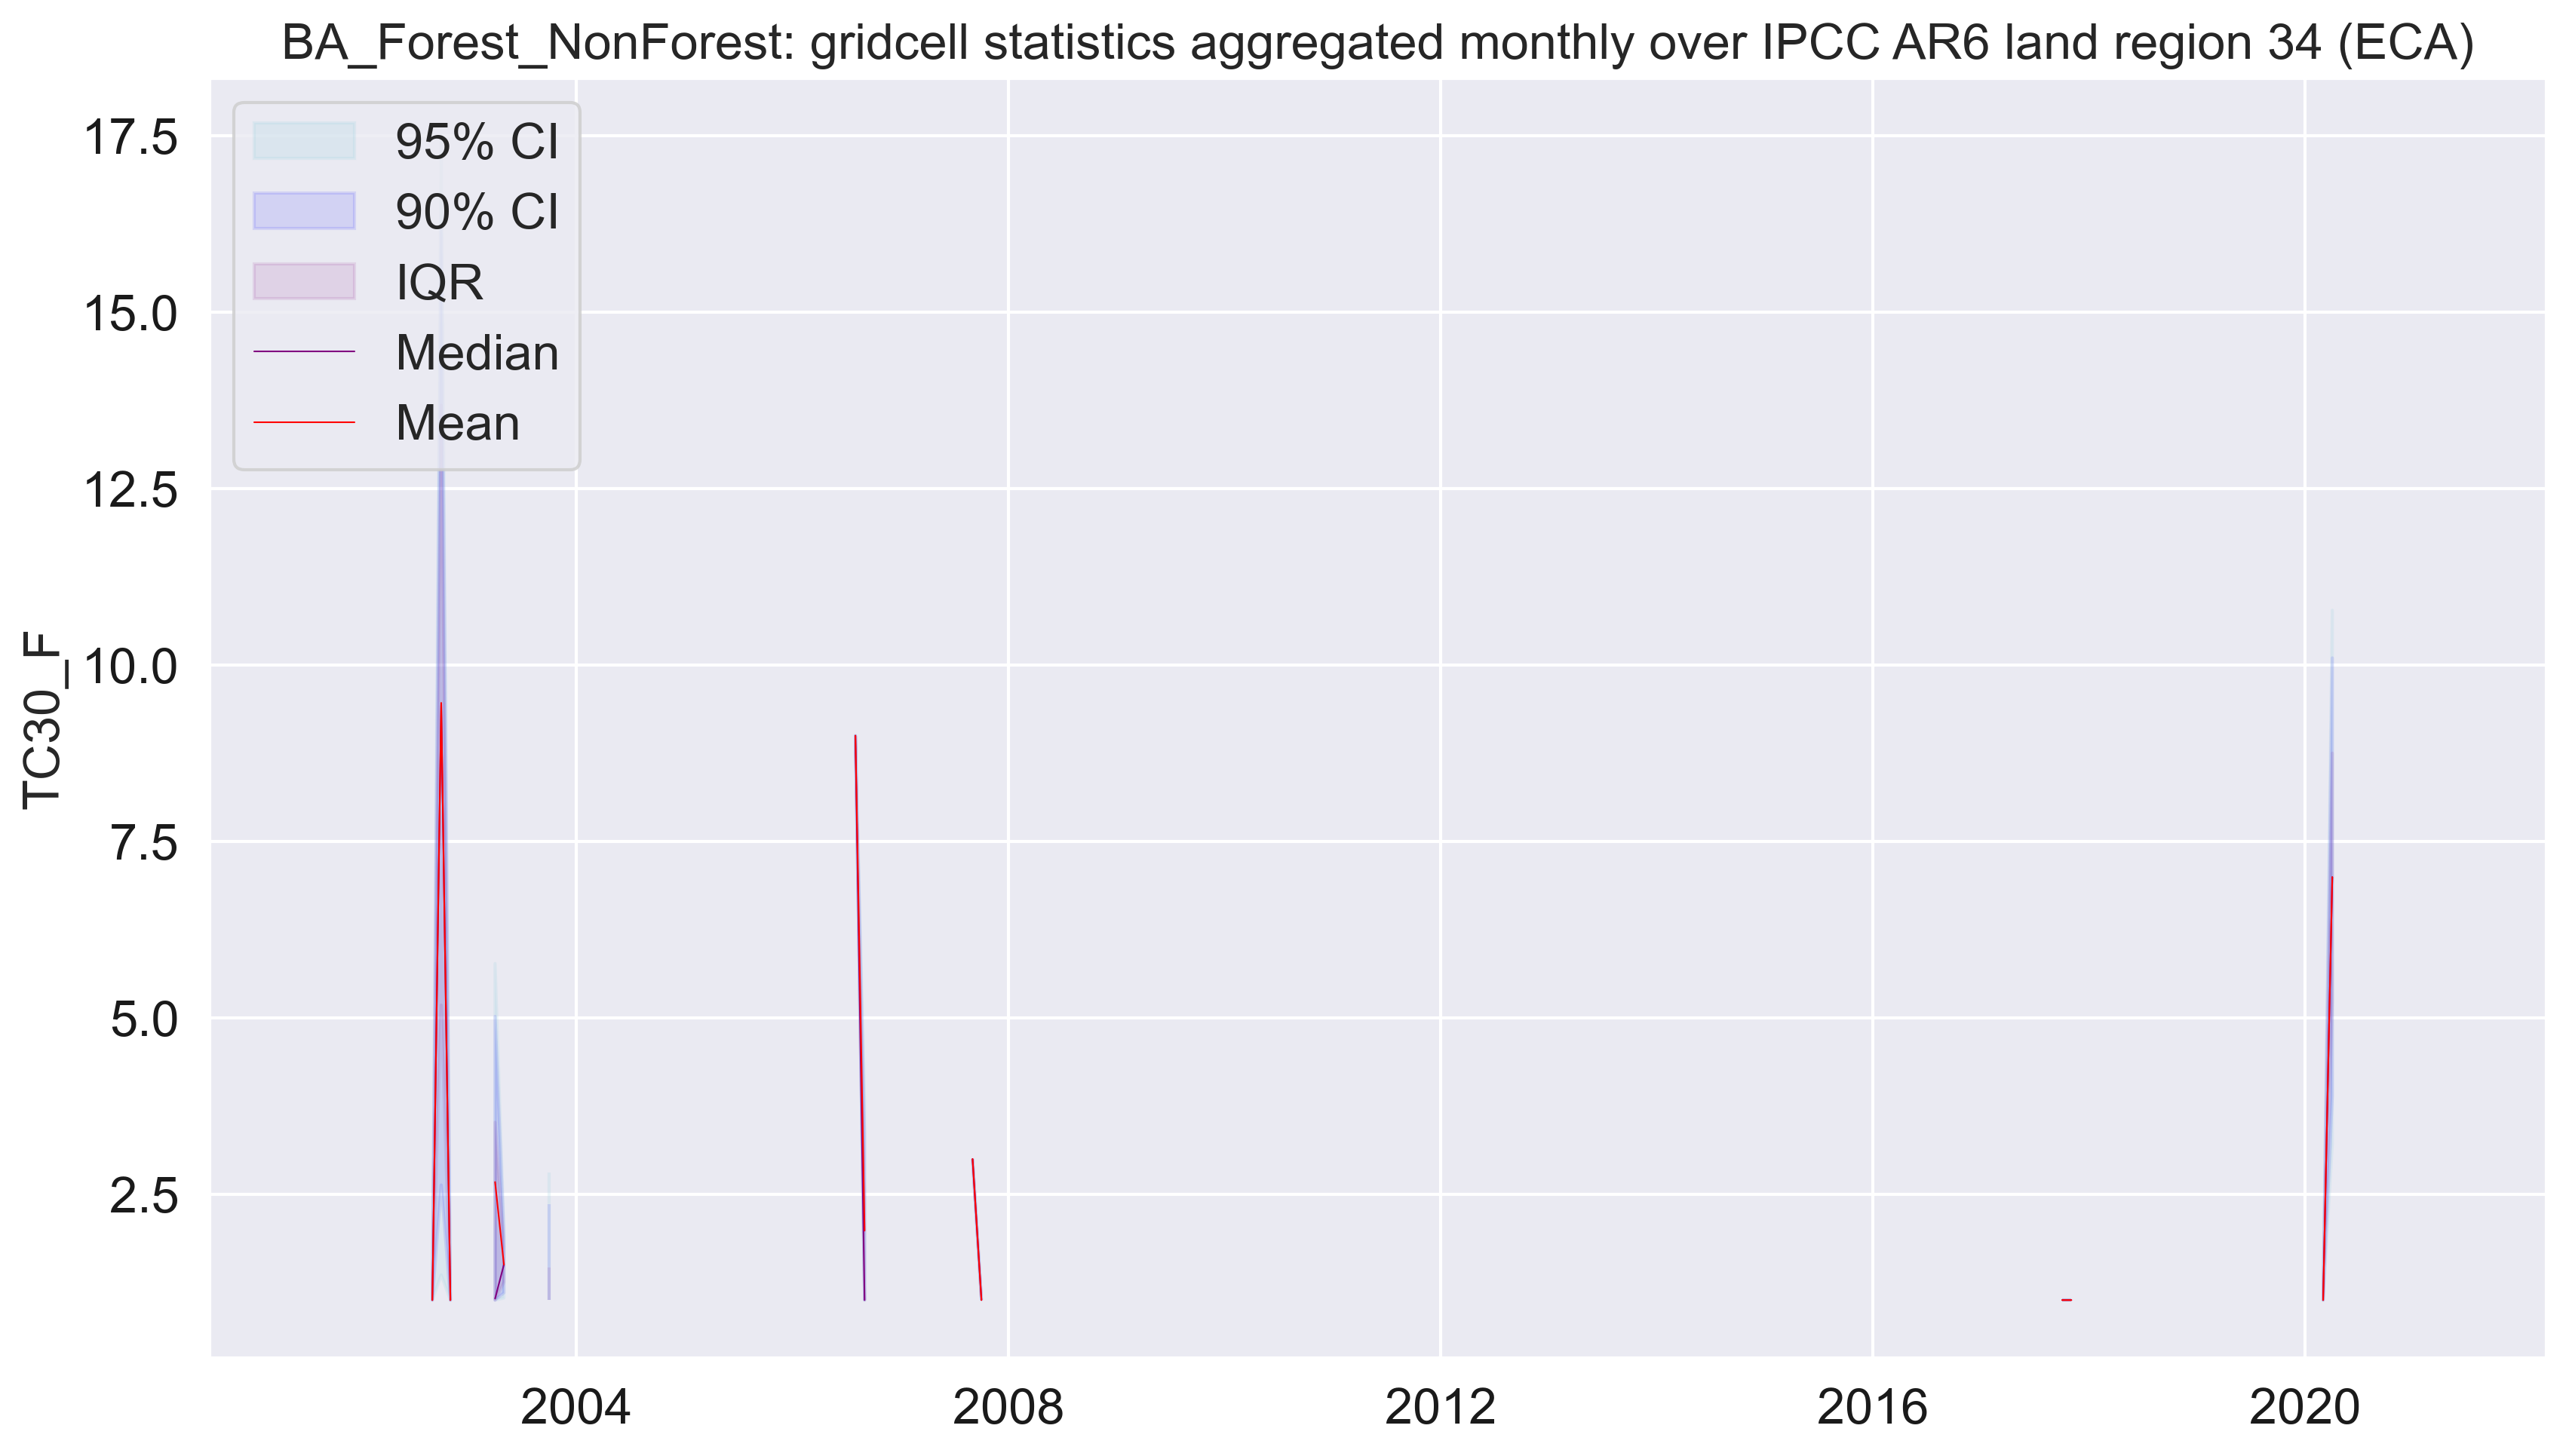 BA_Forest_NonForest: gridcell statistics aggregated monthly over IPCC AR6 land region 34 (ECA)
95% CI
90% CI
IQR
Median
Mean
17.5
15.0
12.5
10.0
7.5
5.0
2.5
TC30_F
2004
2008
2012
2016
2020